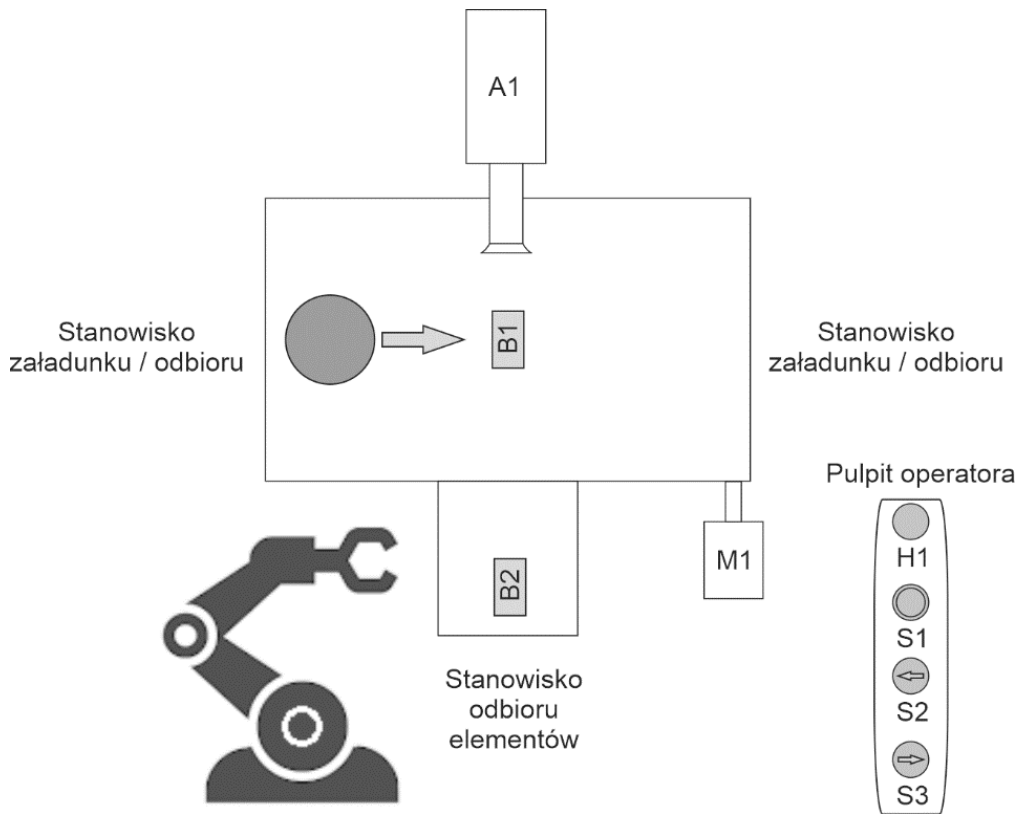 A1
Stanowisko
załadunku / odbioru
B1
Stanowisko
załadunku / odbioru
Pulpit operatora
H1
M1
B2
S1
Stanowisko
odbioru
elementów
S2
S3